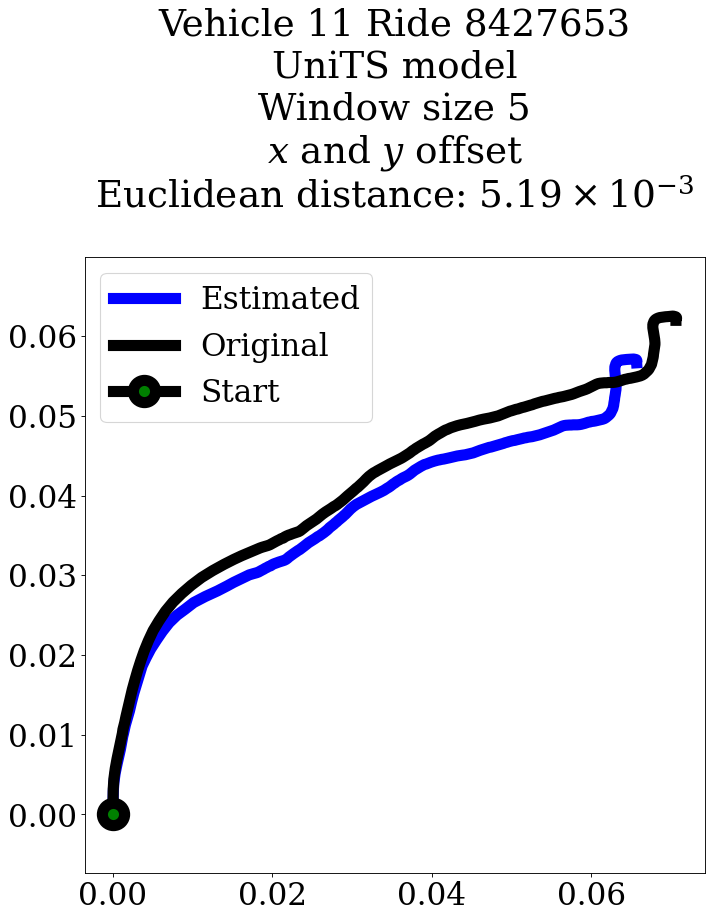 Vehicle 11 Ride 8427653
UniTS model
Window size 5
x and y offset
Euclidean distance: 5.19 × 10⁻³
Estimated
Original
Start
0.06
0.05
0.04
0.03
0.02
0.01
0.00
0.00 0.02 0.04 0.06